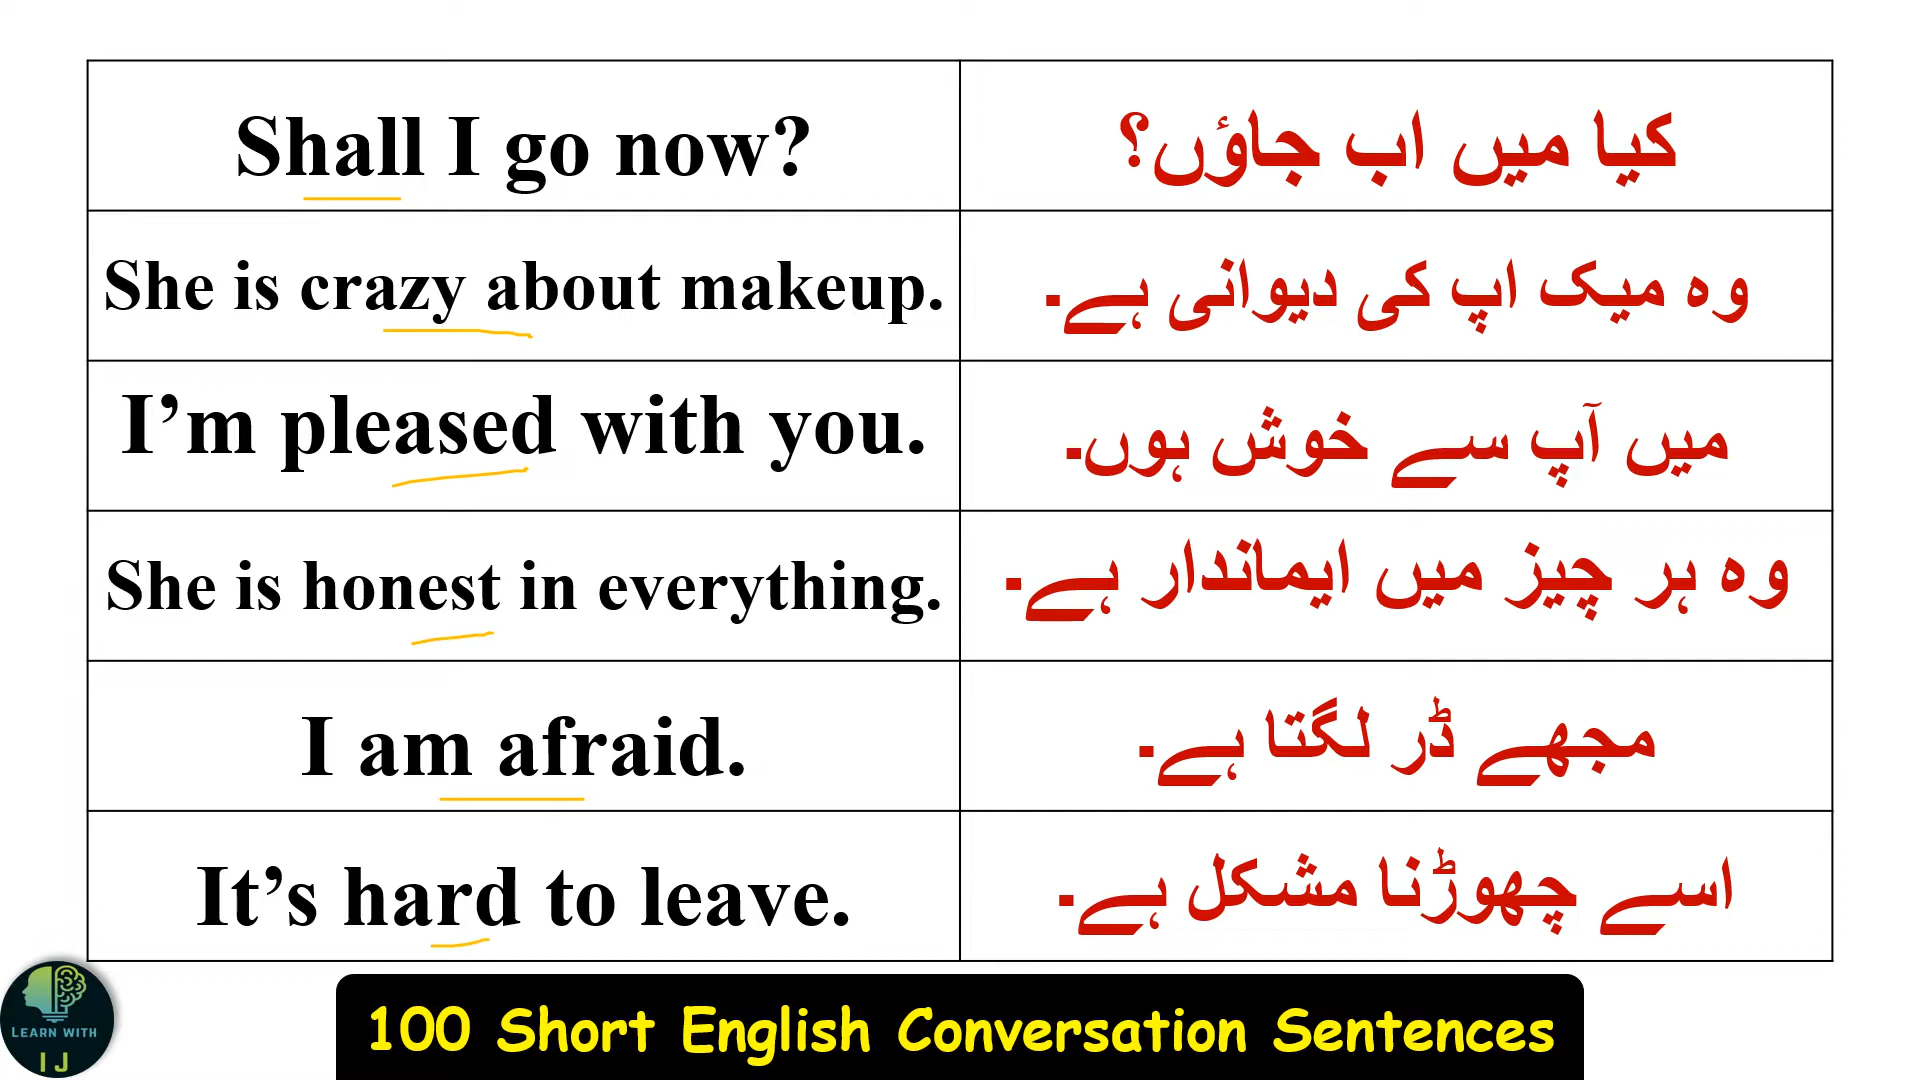 Shall I go now?
کیا میں اب جاؤں؟
She is crazy about makeup.
وہ میک اپ کی دیوانی ہے۔
I’m pleased with you.
میں آپ سے خوش ہوں۔
She is honest in everything.
وہ ہر چیز میں ایماندار ہے۔
I am afraid.
مجھے ڈر لگتا ہے۔
It’s hard to leave.
اسے چھوڑنا مشکل ہے۔
LEARN WITH
I J
100 Short English Conversation Sentences